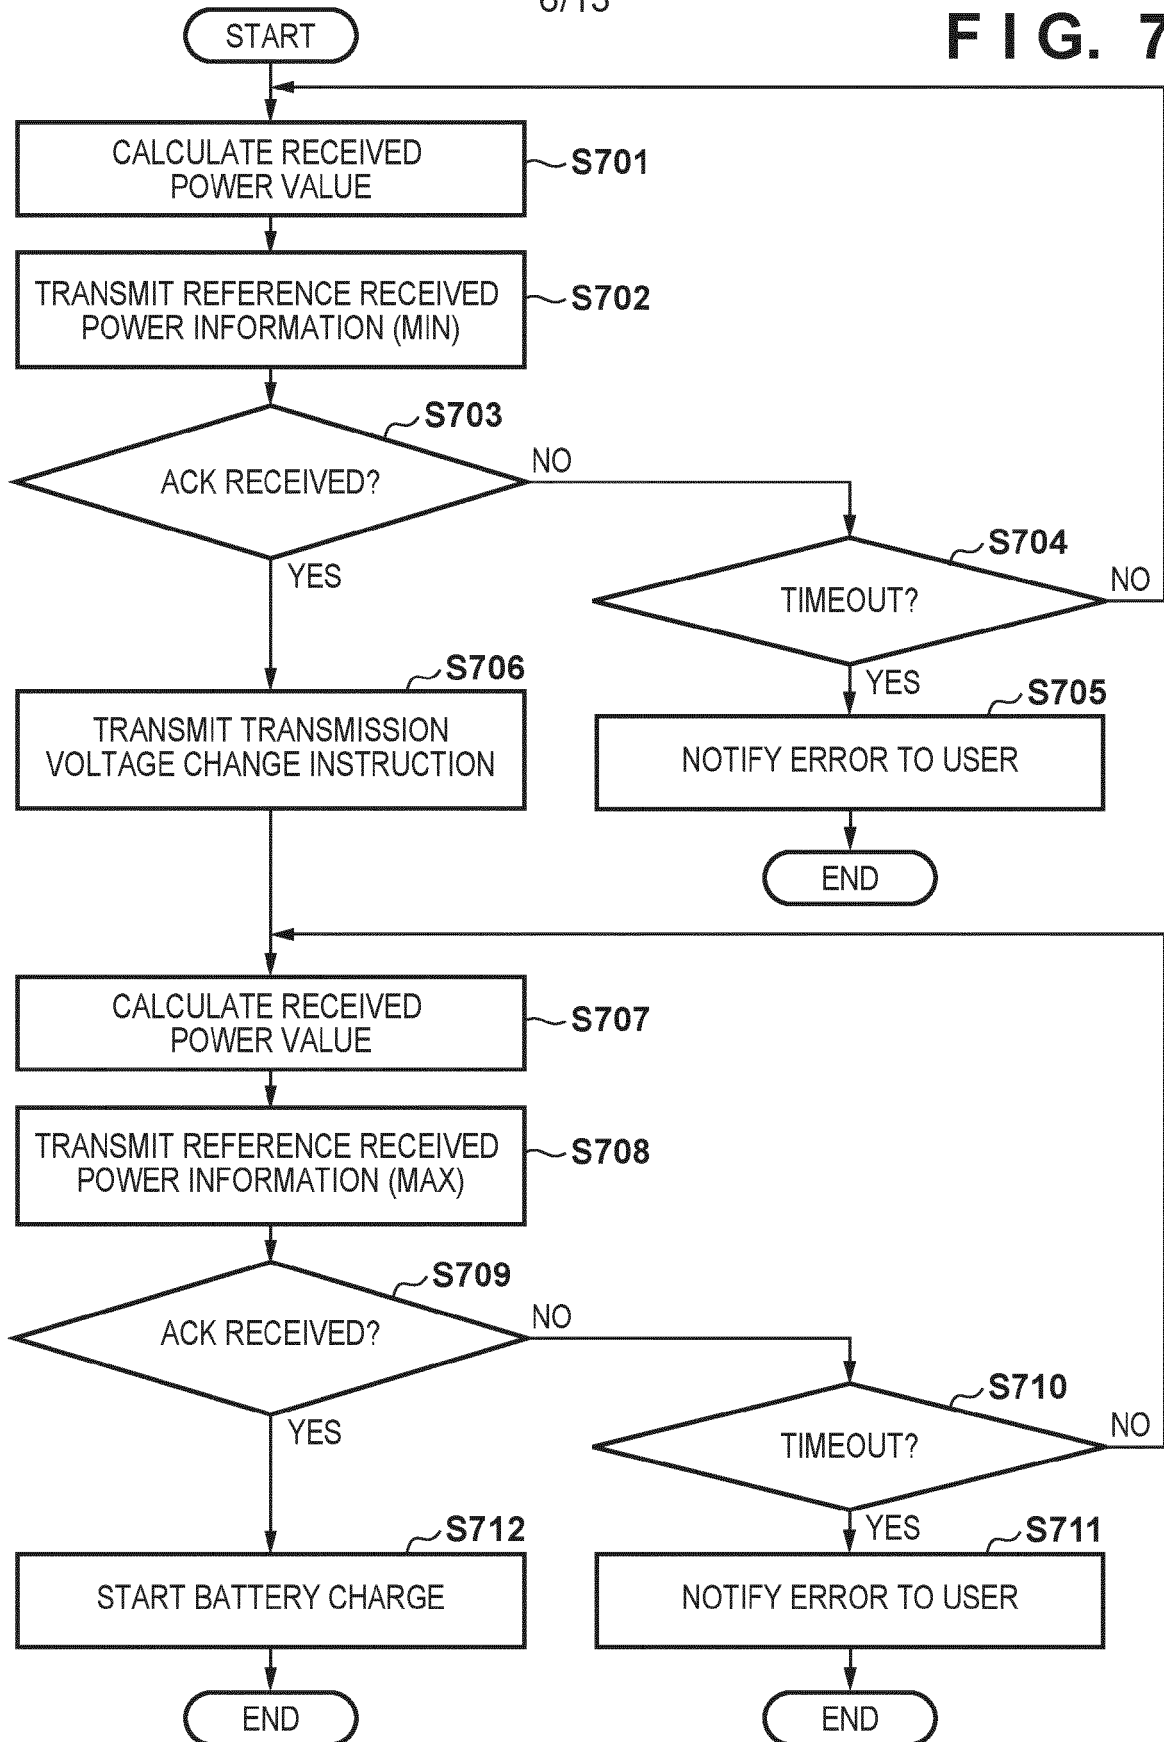 6/13
FIG. 7
START
CALCULATE RECEIVED
POWER VALUE
S701
TRANSMIT REFERENCE RECEIVED
POWER INFORMATION (MIN)
S702
S703
ACK RECEIVED?
NO
YES
S704
TIMEOUT?
NO
YES
S706
TRANSMIT TRANSMISSION
VOLTAGE CHANGE INSTRUCTION
S705
NOTIFY ERROR TO USER
END
CALCULATE RECEIVED
POWER VALUE
S707
TRANSMIT REFERENCE RECEIVED
POWER INFORMATION (MAX)
S708
S709
ACK RECEIVED?
NO
YES
S710
TIMEOUT?
NO
YES
S712
START BATTERY CHARGE
S711
NOTIFY ERROR TO USER
END
END